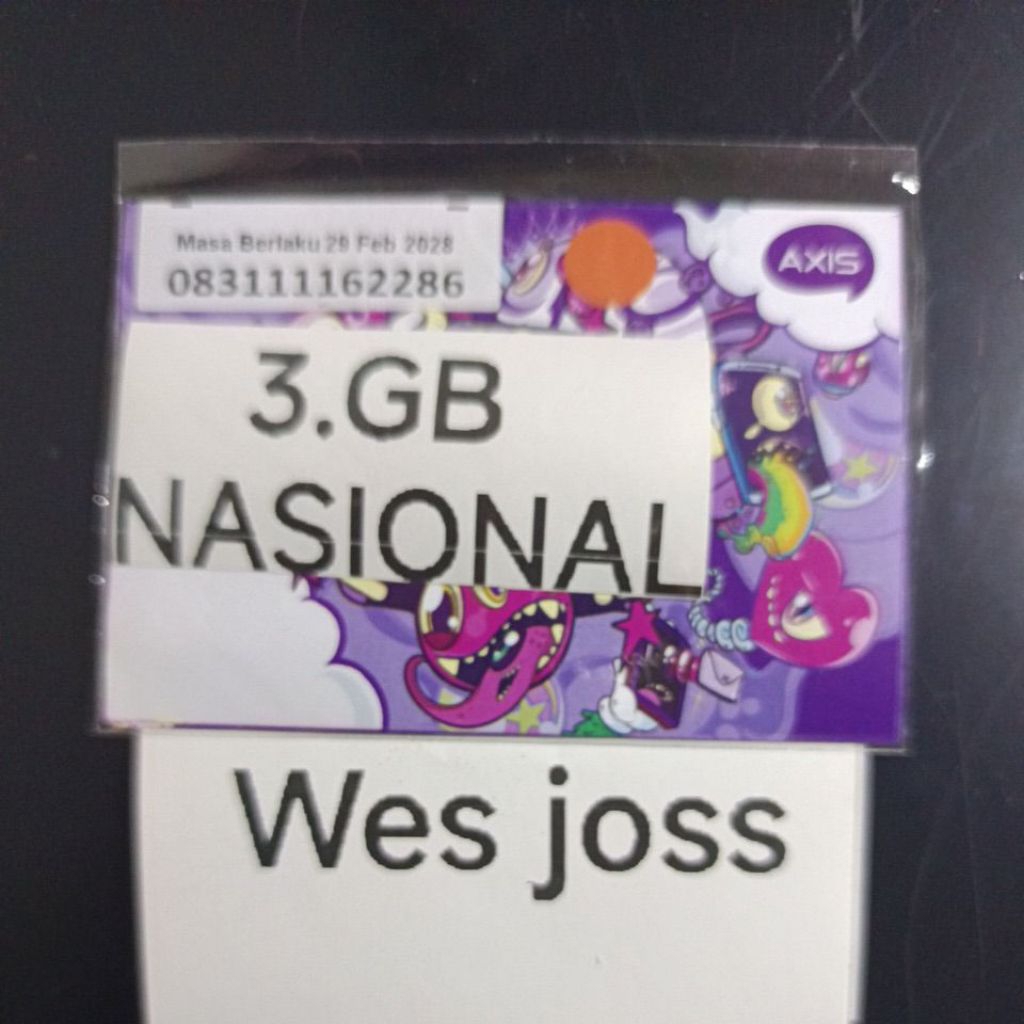 Masa Berlaku 29 Feb 2028
083111162286
AXIS
3.GB
NASIONAL
Wes joss